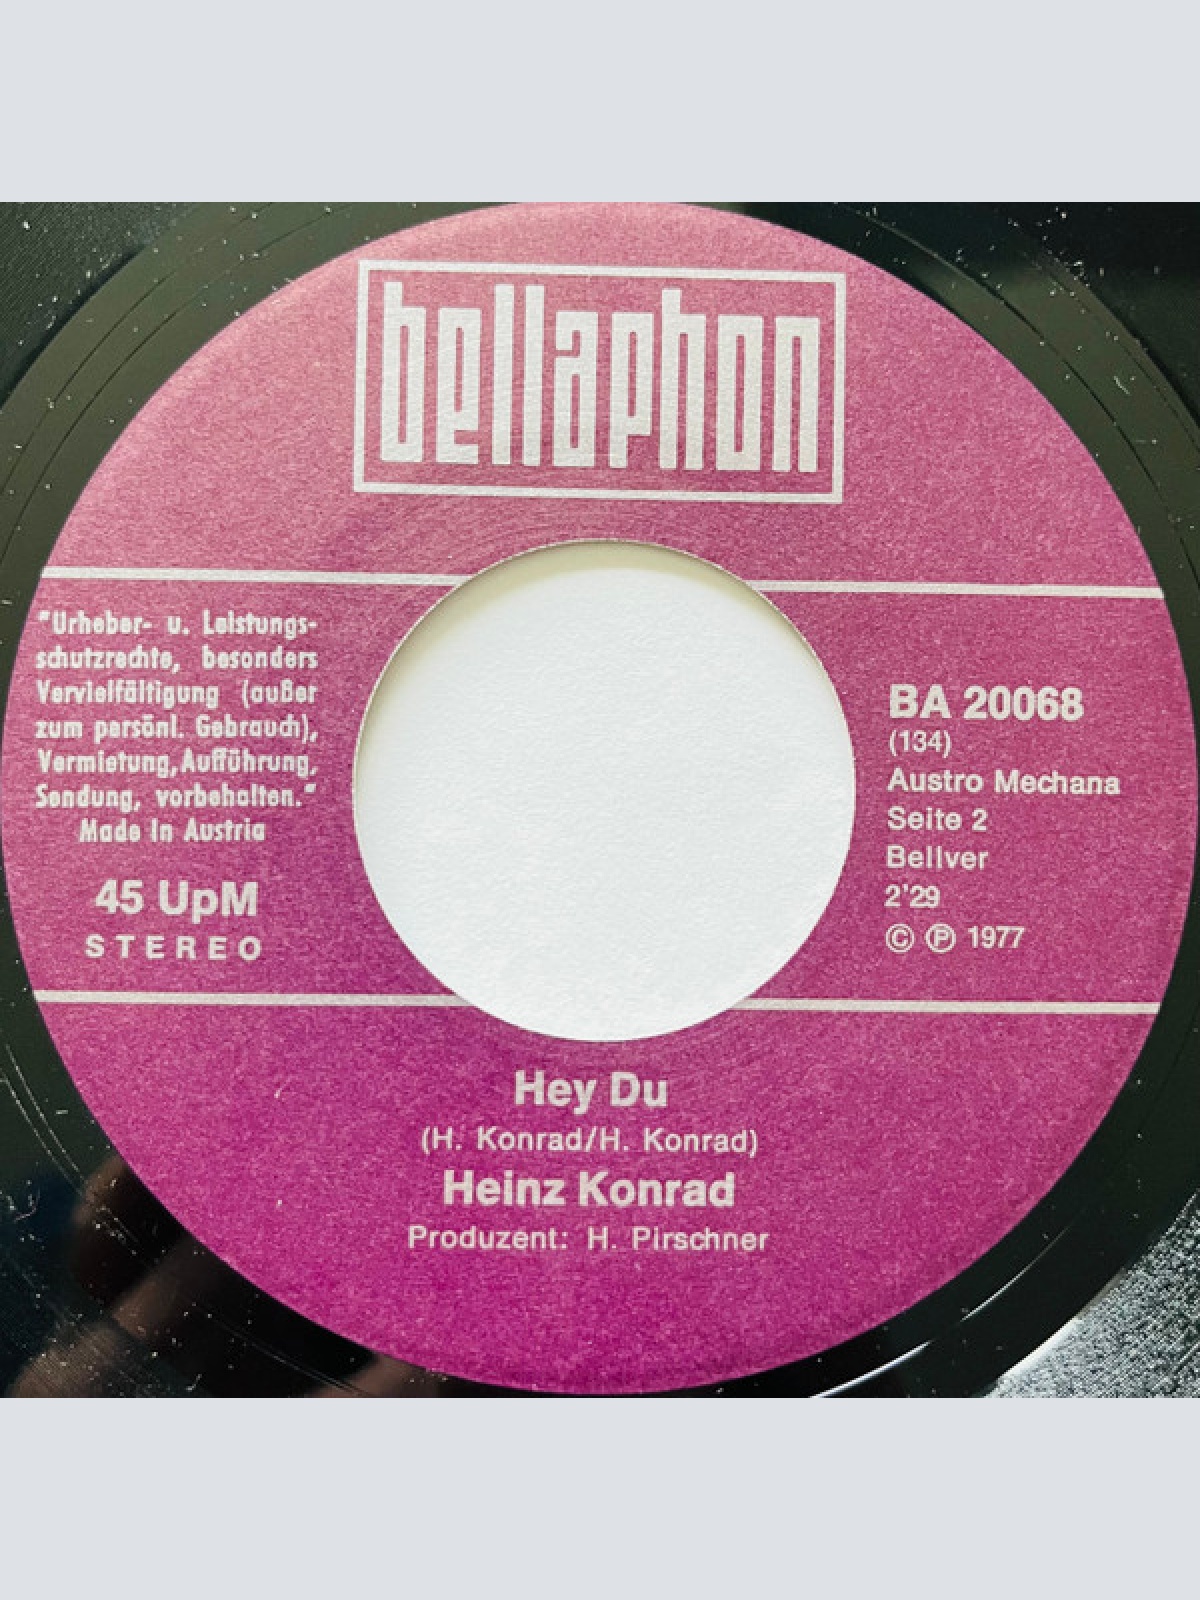 bellaphon
"Urheber- u. Leistungs-
schutzrechte, besonders
Vervielfältigung (außer
zum persönl. Gebrauch),
Vermietung, Aufführung,
Sendung, vorbehalten."
Made in Austria
45 UpM
STEREO
BA 20068
(134)
Austro Mechana
Seite 2
Bellver
2'29
© ℗ 1977
Hey Du
(H. Konrad/H. Konrad)
Heinz Konrad
Produzent: H. Pirschner